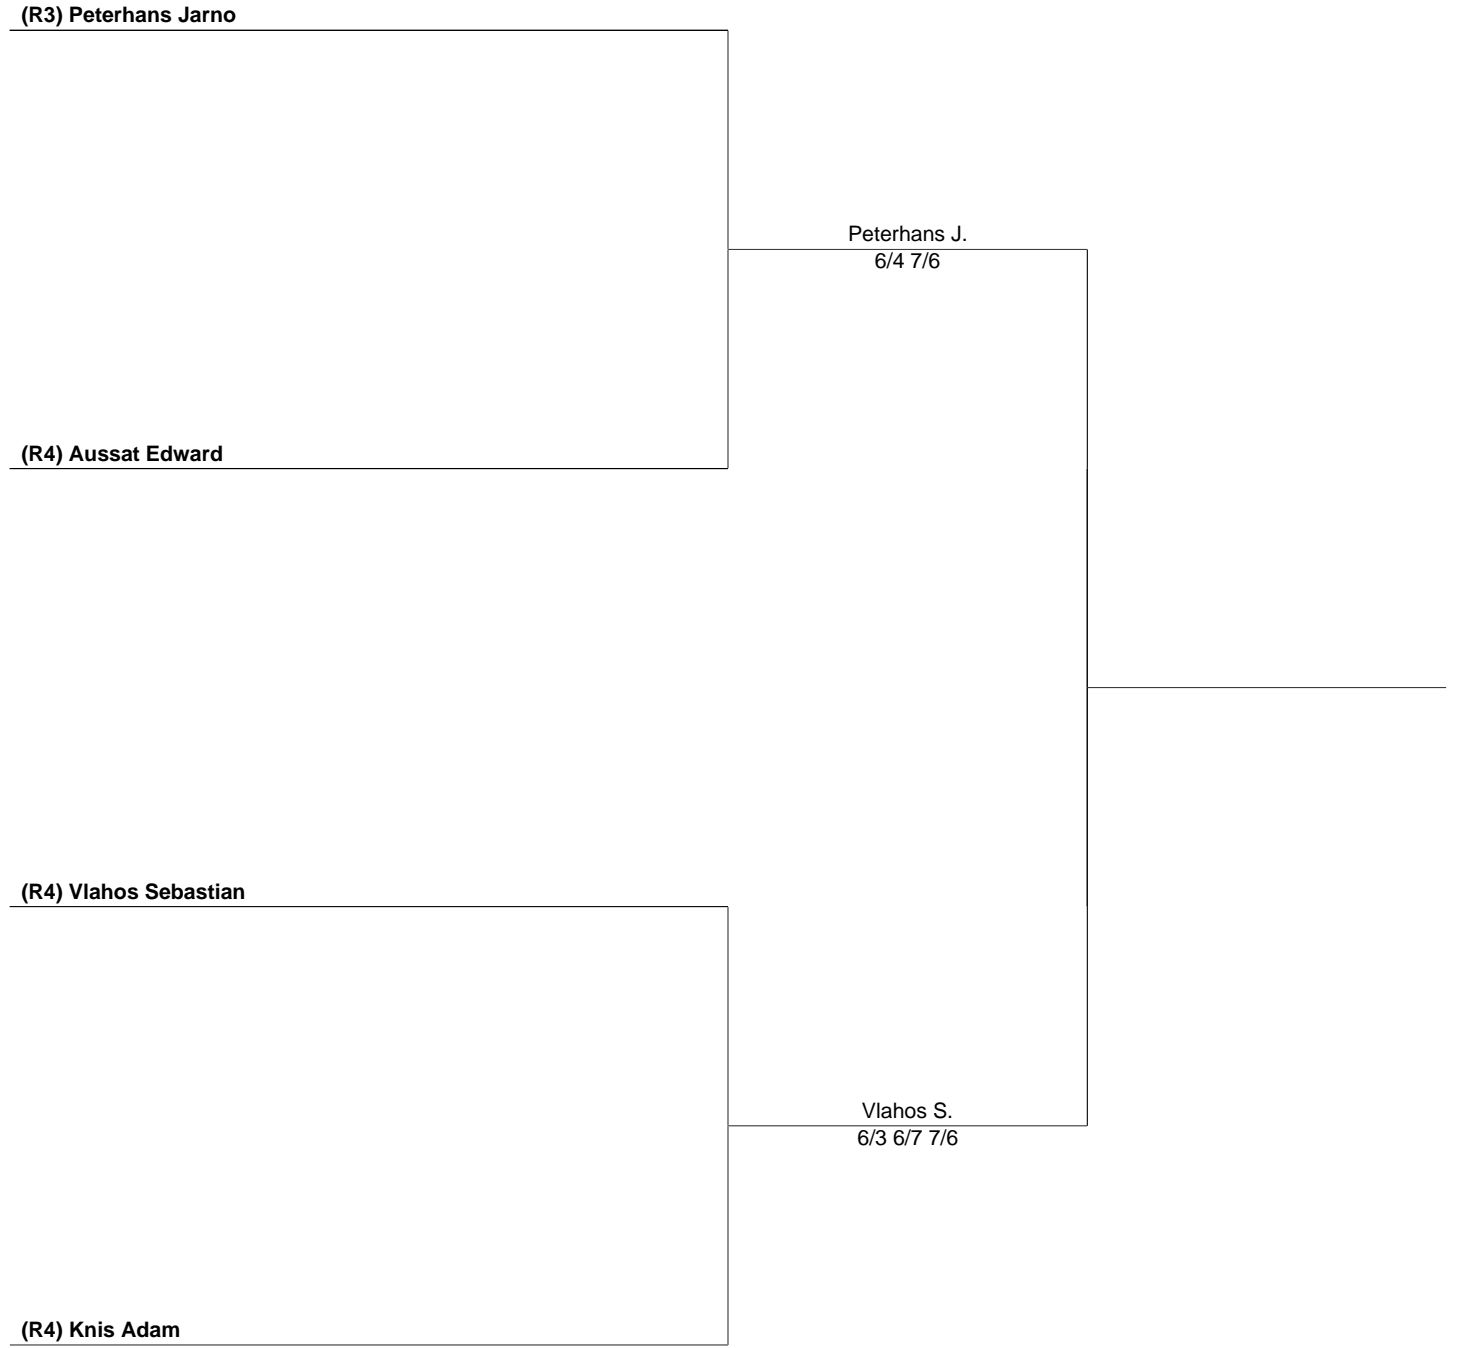 (R3) Peterhans Jarno
Peterhans J.
6/4 7/6
(R4) Aussat Edward
(R4) Vlahos Sebastian
Vlahos S.
6/3 6/7 7/6
(R4) Knis Adam